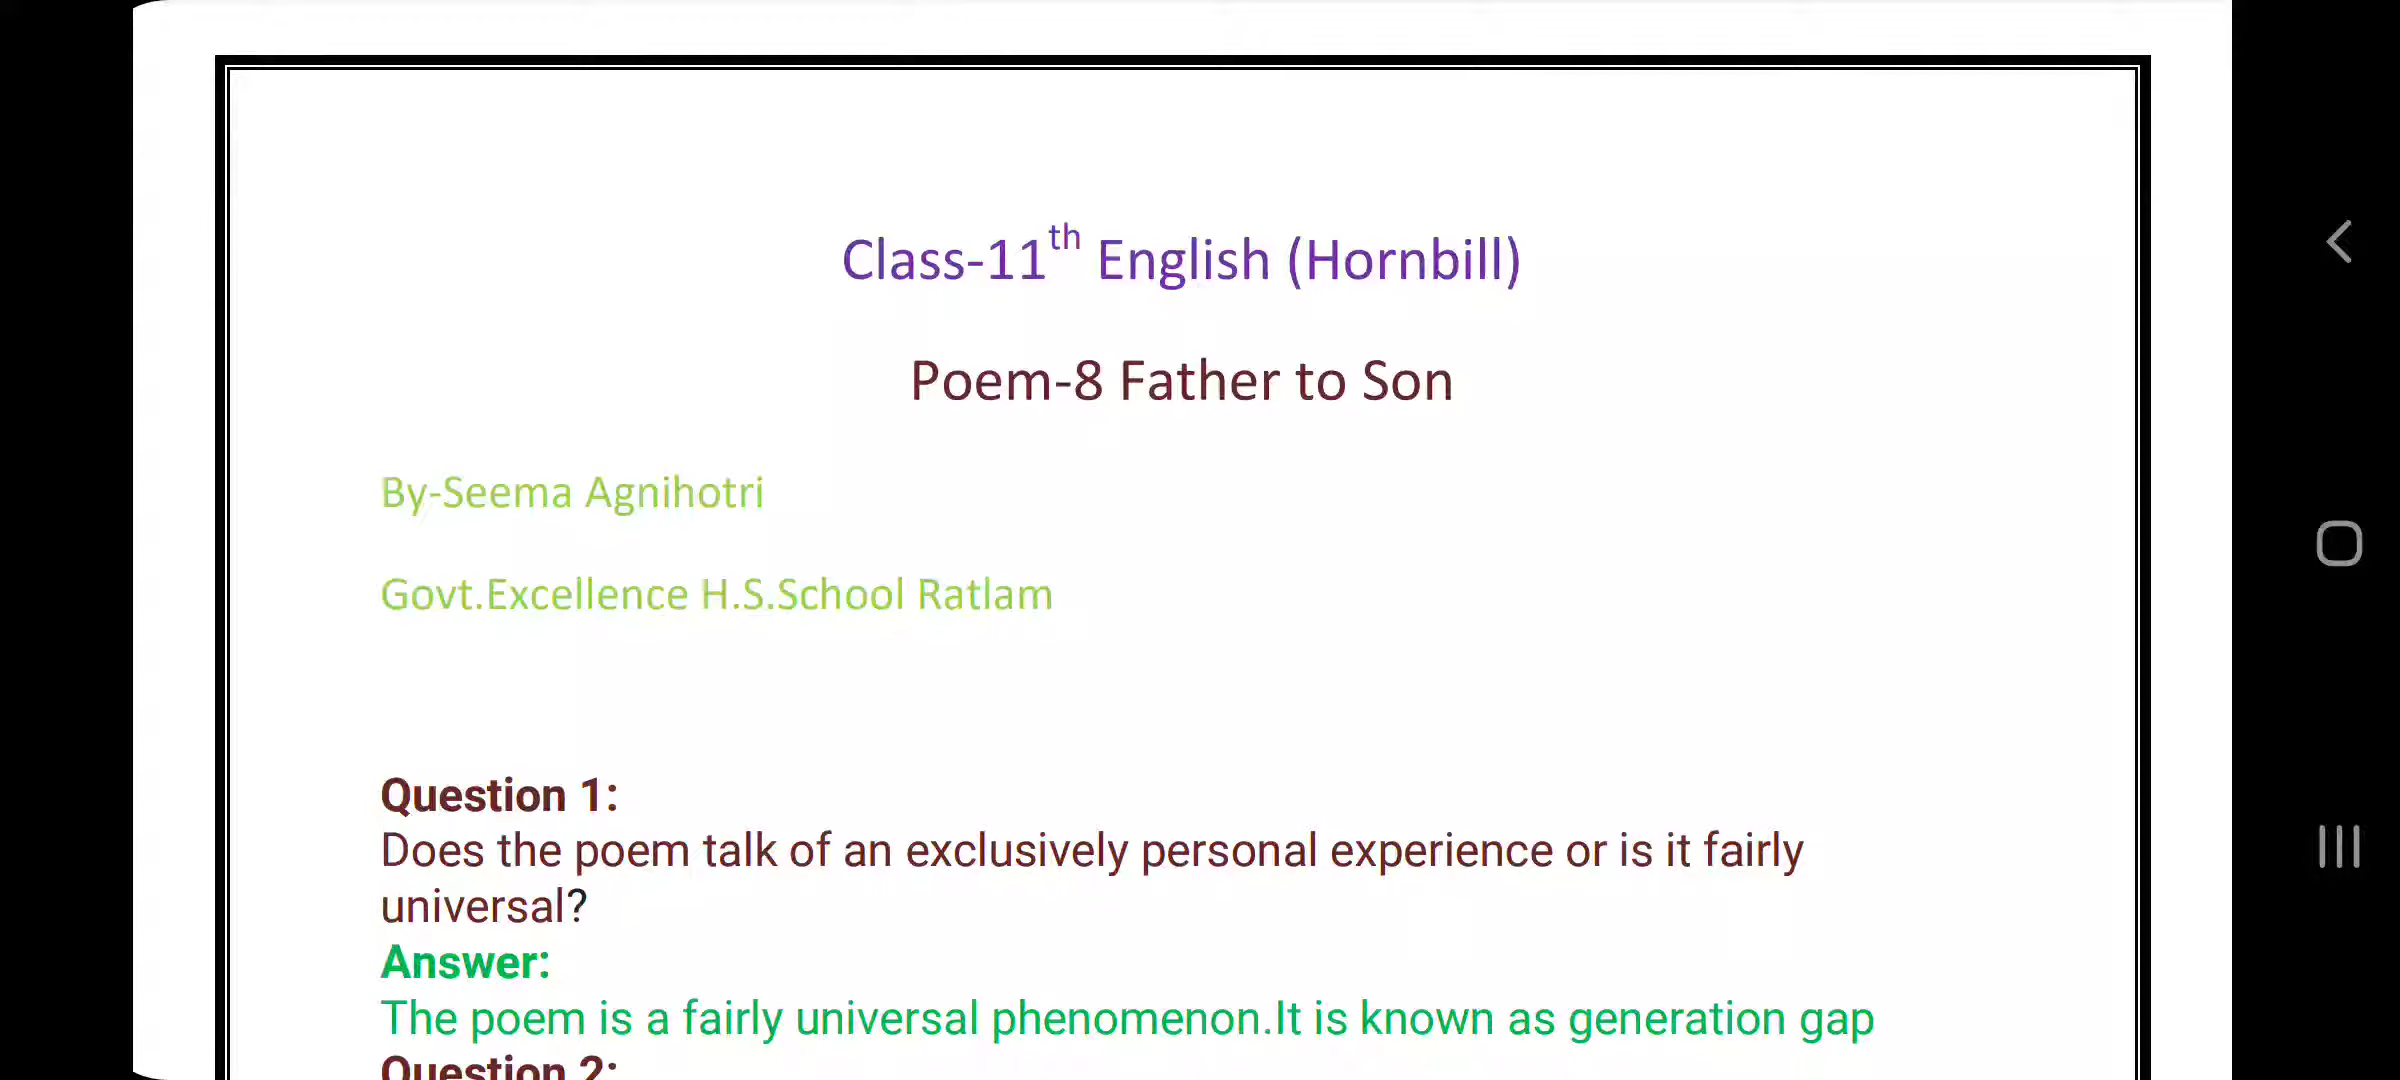 Class-11th English (Hornbill)
Poem-8 Father to Son
By-Seema Agnihotri
Govt.Excellence H.S.School Ratlam
Question 1:
Does the poem talk of an exclusively personal experience or is it fairly
universal?
Answer:
The poem is a fairly universal phenomenon.It is known as generation gap
Question 2: